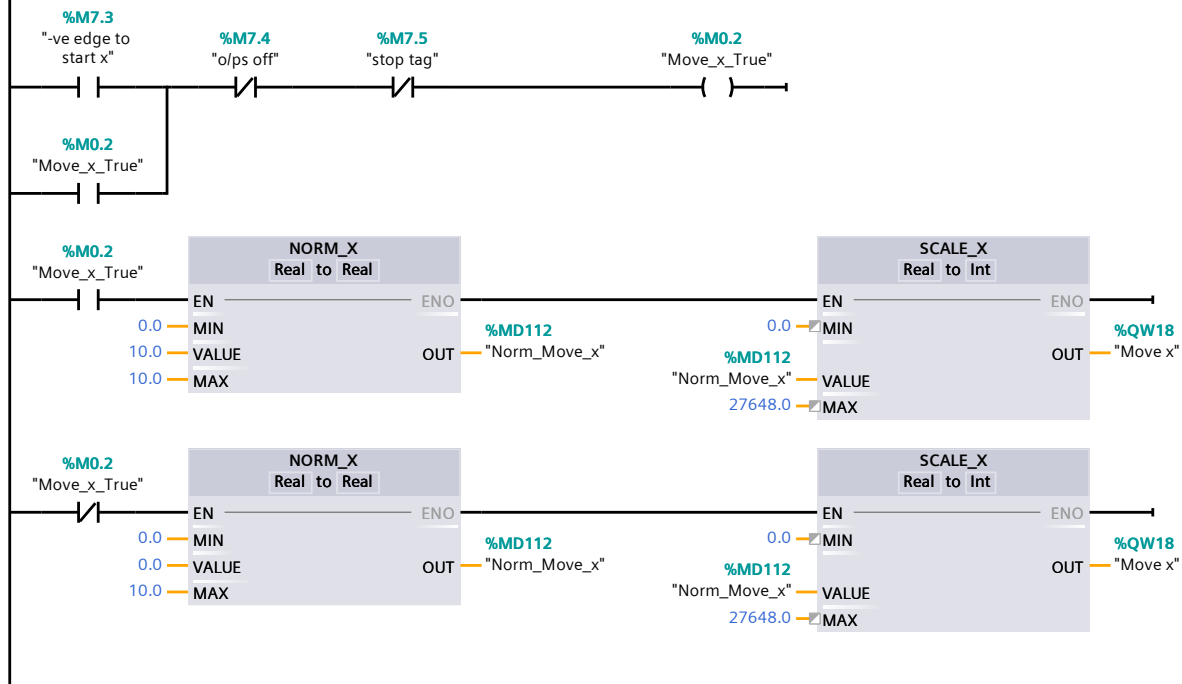 %M7.3
"-ve edge to
start x"
%M7.4
"o/ps off"
%M7.5
"stop tag"
%M0.2
"Move_x_True"
%M0.2
"Move_x_True"
%M0.2
"Move_x_True"
NORM_X
Real to Real
EN
ENO
0.0
MIN
10.0
VALUE
10.0
MAX
OUT
%MD112
"Norm_Move_x"
SCALE_X
Real to Int
EN
ENO
0.0
MIN
%MD112
"Norm_Move_x"
VALUE
27648.0
MAX
OUT
%QW18
"Move x"
%M0.2
"Move_x_True"
NORM_X
Real to Real
EN
ENO
0.0
MIN
0.0
VALUE
10.0
MAX
OUT
%MD112
"Norm_Move_x"
SCALE_X
Real to Int
EN
ENO
0.0
MIN
%MD112
"Norm_Move_x"
VALUE
27648.0
MAX
OUT
%QW18
"Move x"